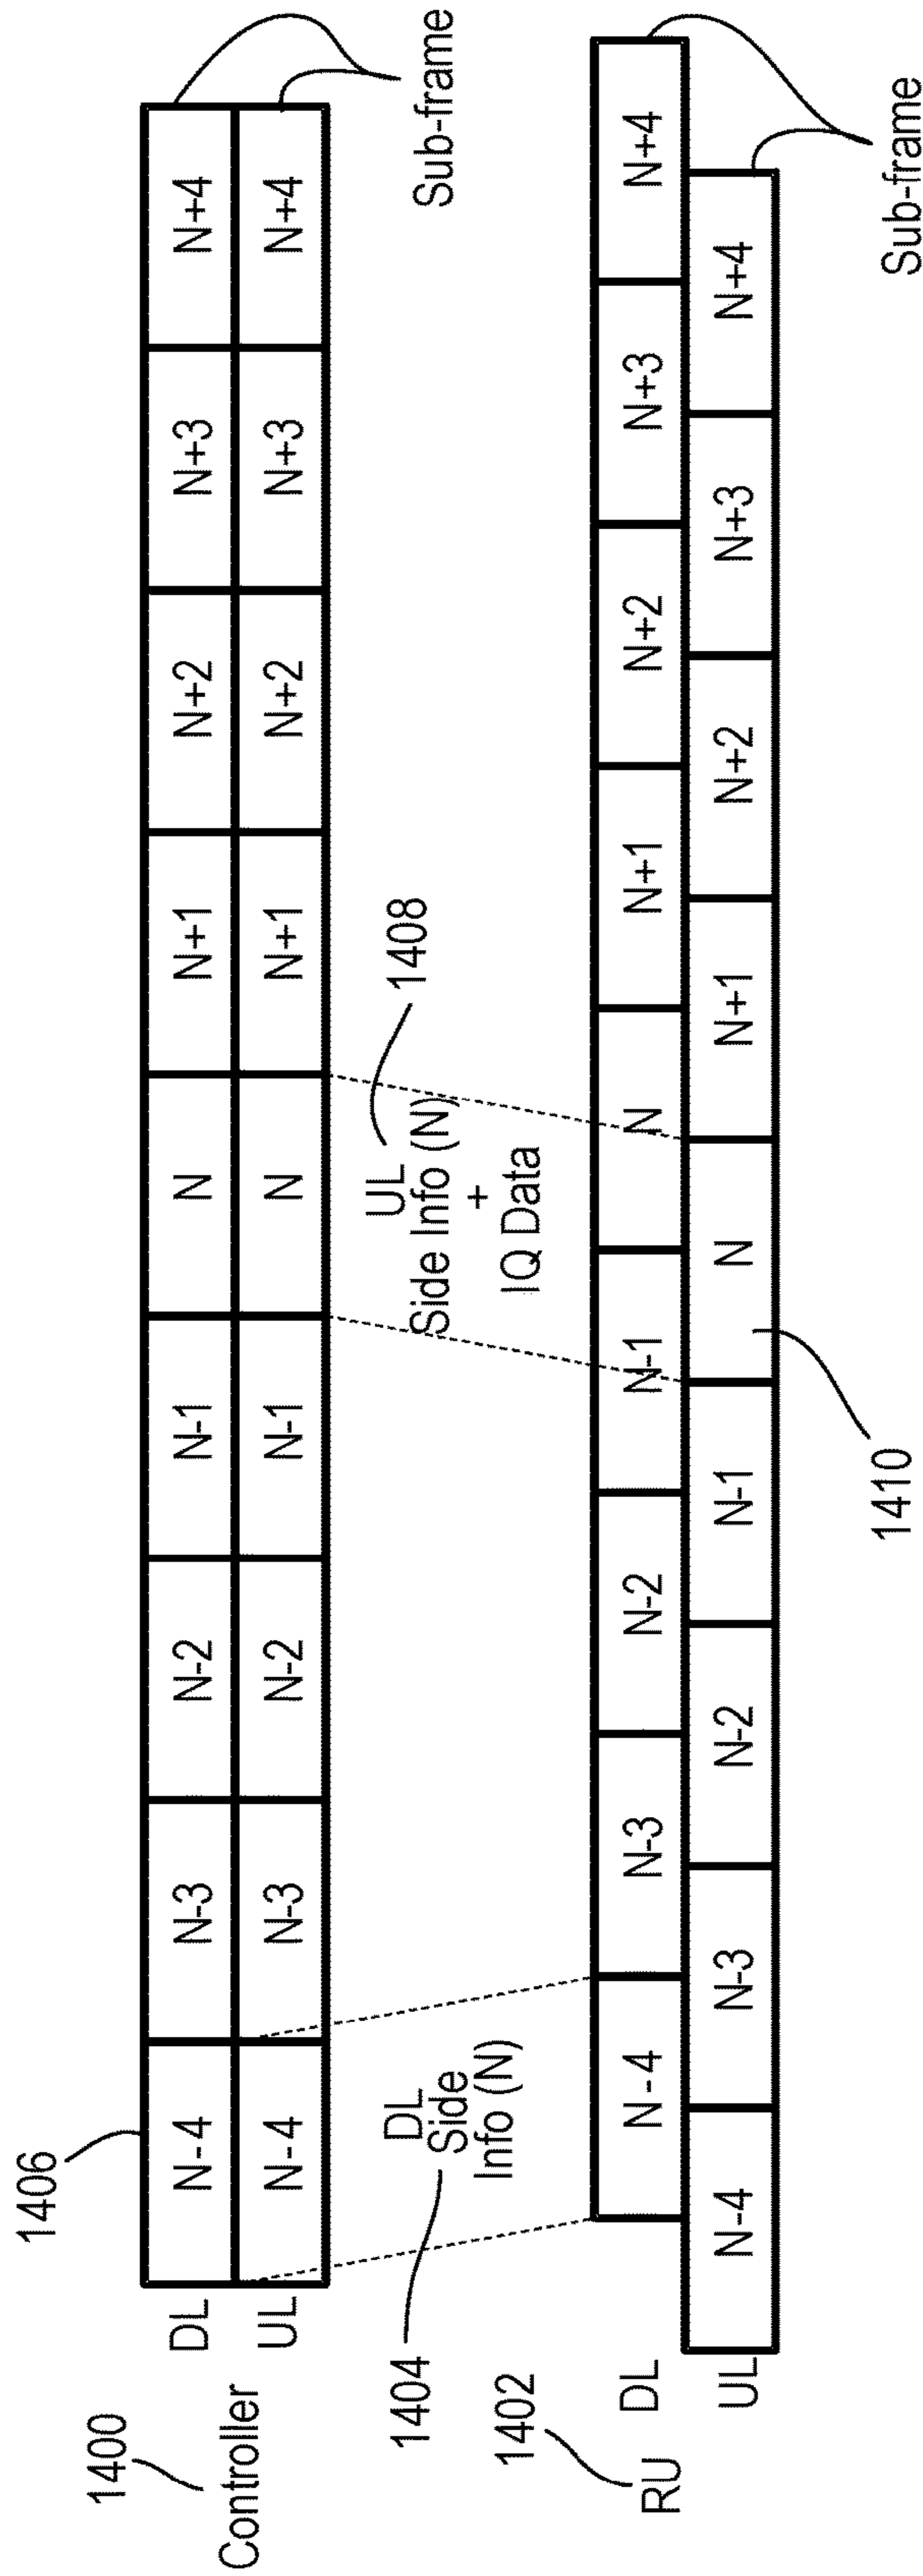 1400
Controller
1406
DL
N-4
N-3
N-2
N-1
N
N+1
N+2
N+3
N+4
UL
N-4
N-3
N-2
N-1
N
N+1
N+2
N+3
N+4
Sub-frame
1404
DL
Side
Info (N)
UL
Side Info (N)
+
IQ Data
1408
1402
RU
DL
N-4
N-3
N-2
N-1
N
N+1
N+2
N+3
N+4
UL
N-4
N-3
N-2
N-1
N
N+1
N+2
N+3
N+4
1410
Sub-frame